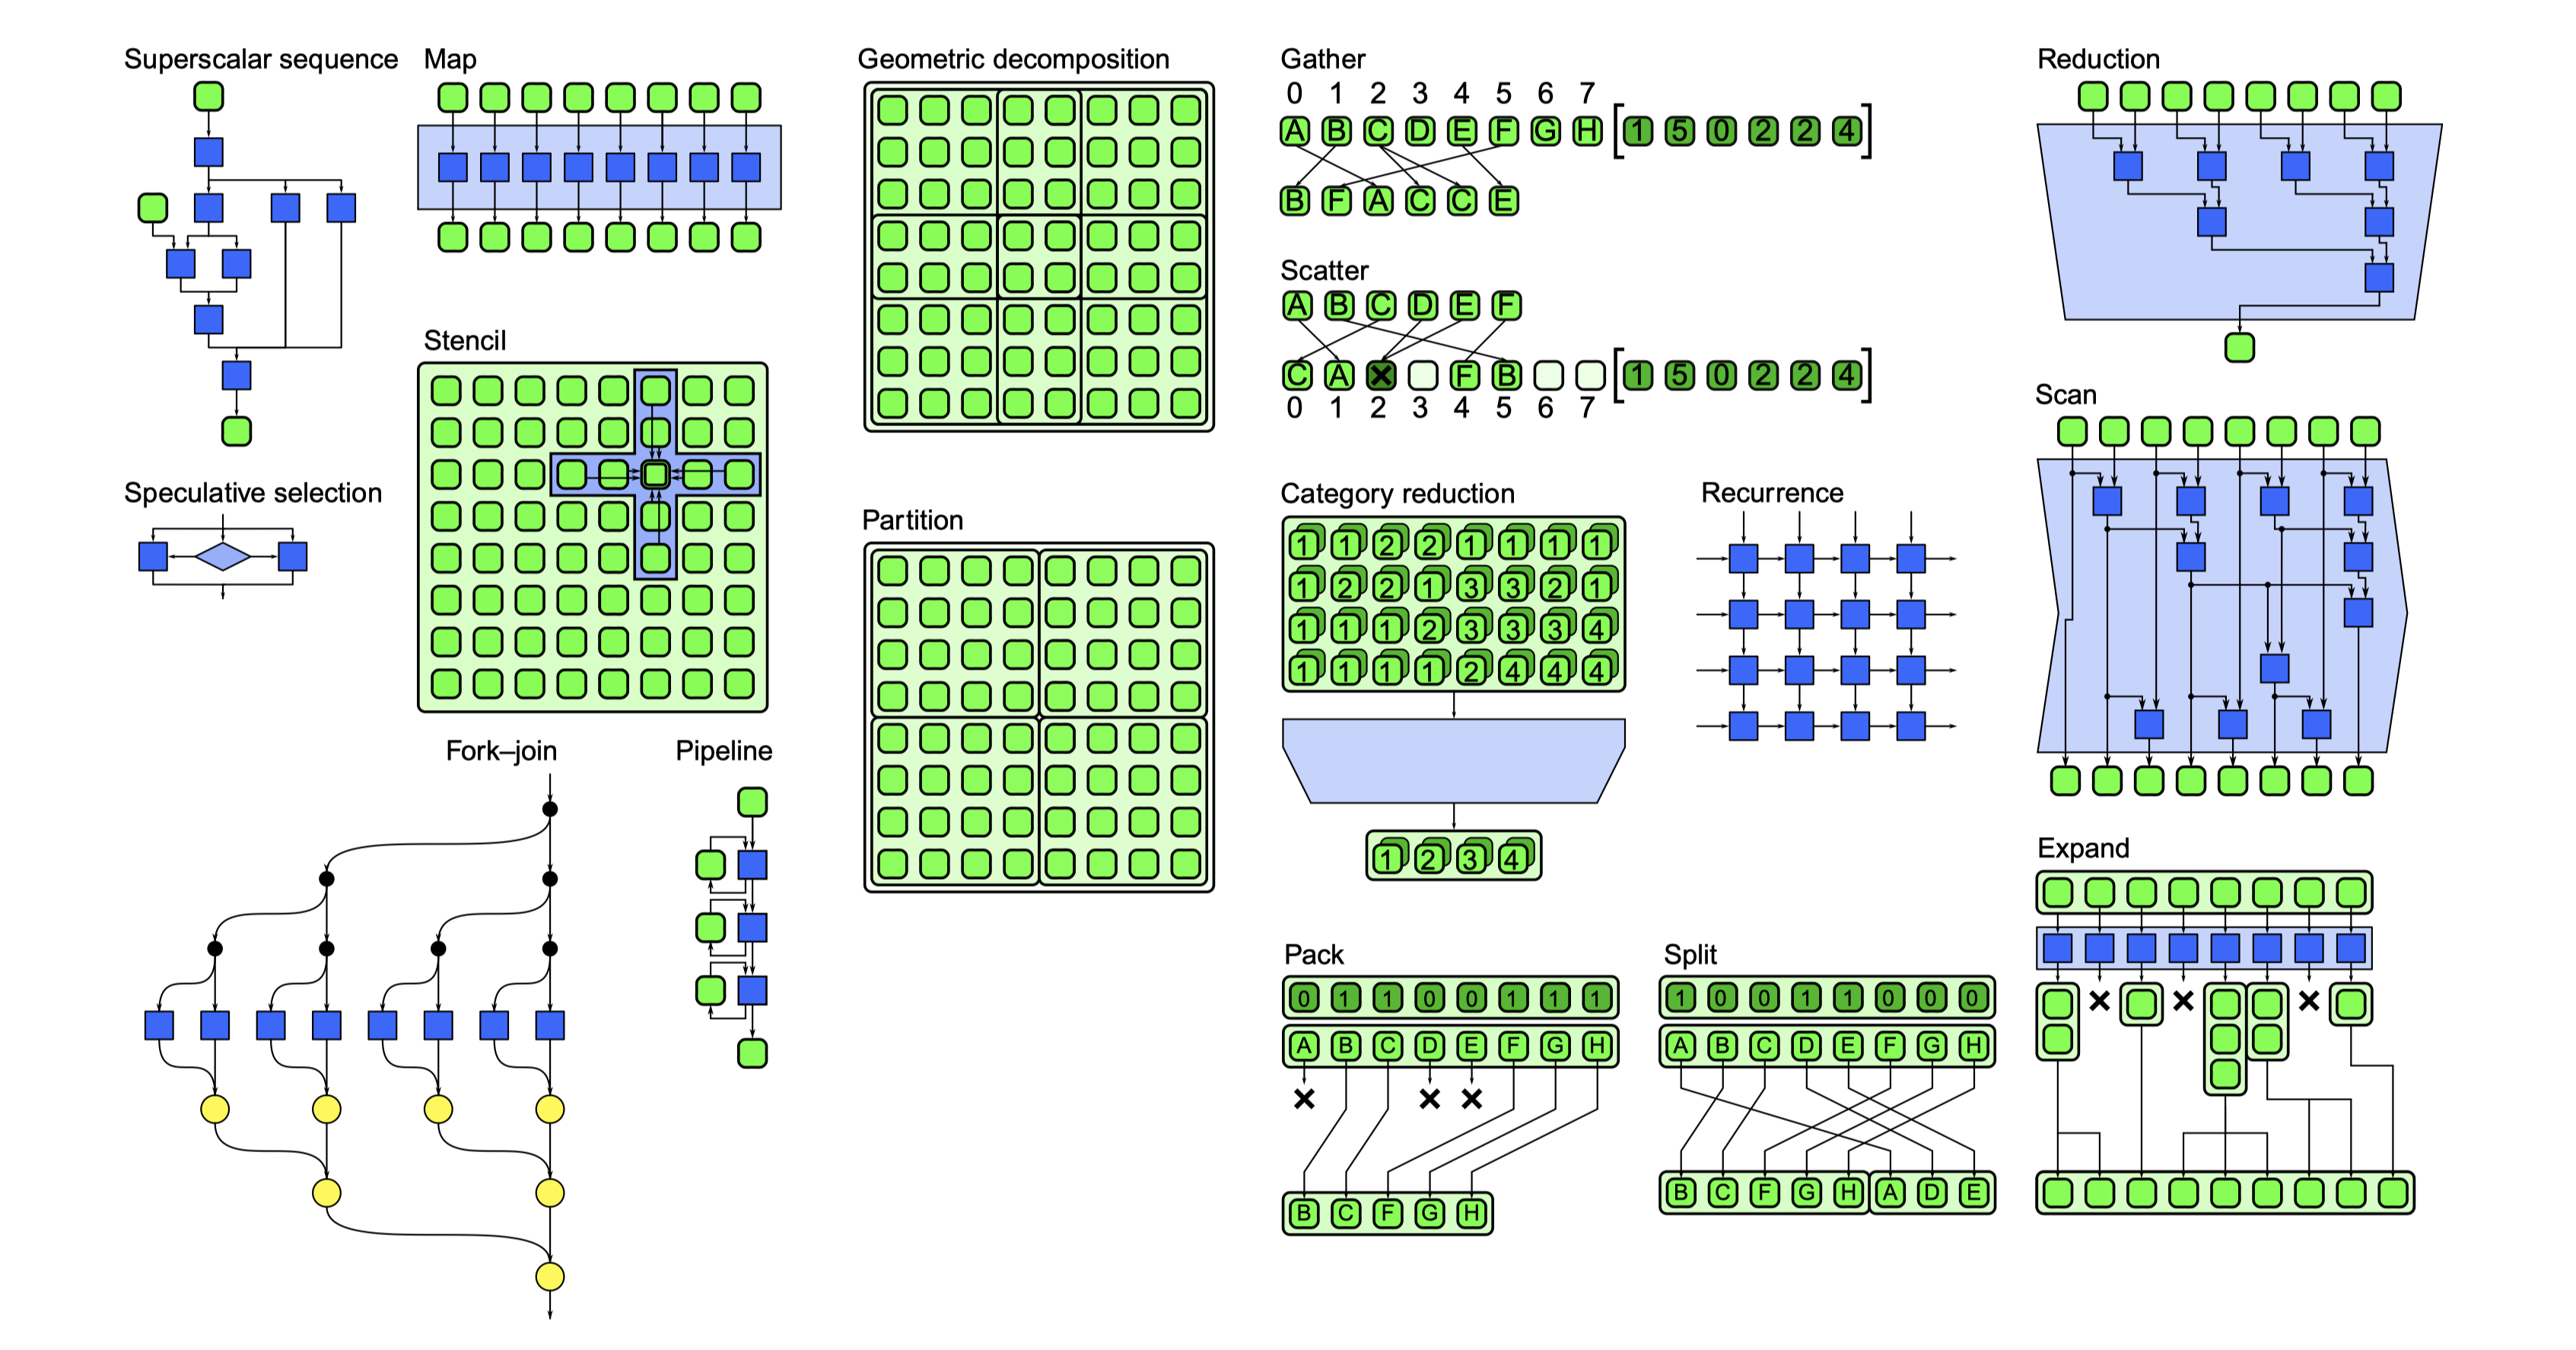 Superscalar sequence
Map
Stencil
Speculative selection
Fork–join
Pipeline
Geometric decomposition
Partition
Gather
0 1 2 3 4 5 6 7
A B C D E F G H [1 5 0 2 2 4]
B F A C C E
Scatter
A B C D E F
C A F B [1 5 0 2 2 4]
0 1 2 3 4 5 6 7
Category reduction
1 1 2 2 1 1 1 1
1 2 2 1 3 3 2 1
1 1 1 2 3 3 3 4
1 1 1 1 2 4 4 4
1 2 3 4
Recurrence
Pack
0 1 1 0 0 1 1 1
A B C D E F G H
B C F G H
Split
1 0 0 1 1 0 0 0
A B C D E F G H
B C F G H A D E
Reduction
Scan
Expand